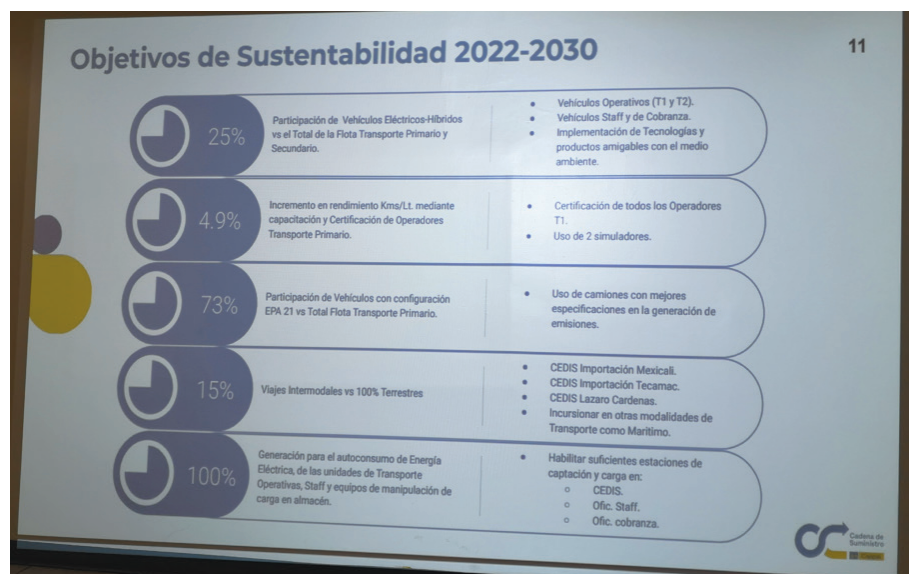 Objetivos de Sustentabilidad 2022-2030
11
25%
Participación de Vehículos Eléctricos-Híbridos
vs el Total de la Flota Transporte Primario y
Secundario.
• Vehículos Operativos (T1 y T2).
• Vehículos Staff y de Cobranza.
• Implementación de Tecnologías y
productos amigables con el medio
ambiente.
4.9%
Incremento en rendimiento Kms/Lt. mediante
capacitación y Certificación de Operadores
Transporte Primario.
• Certificación de todos los Operadores
T1.
• Uso de 2 simuladores.
73%
Participación de Vehículos con configuración
EPA 21 vs Total Flota Transporte Primario.
• Uso de camiones con mejores
especificaciones en la generación de
emisiones.
15%
Viajes Intermodales vs 100% Terrestres
• CEDIS Importación Mexicali.
• CEDIS Importación Tecamac.
• CEDIS Lazaro Cardenas.
• Incursionar en otras modalidades de
Transporte como Marítimo.
100%
Generación para el autoconsumo de Energía
Eléctrica, de las unidades de Transporte
Operativas, Staff y equipos de manipulación de
carga en almacén.
• Habilitar suficientes estaciones de
captación y carga en:
○ CEDIS.
○ Ofic. Staff.
○ Ofic. cobranza.
Cadena de
Suministro